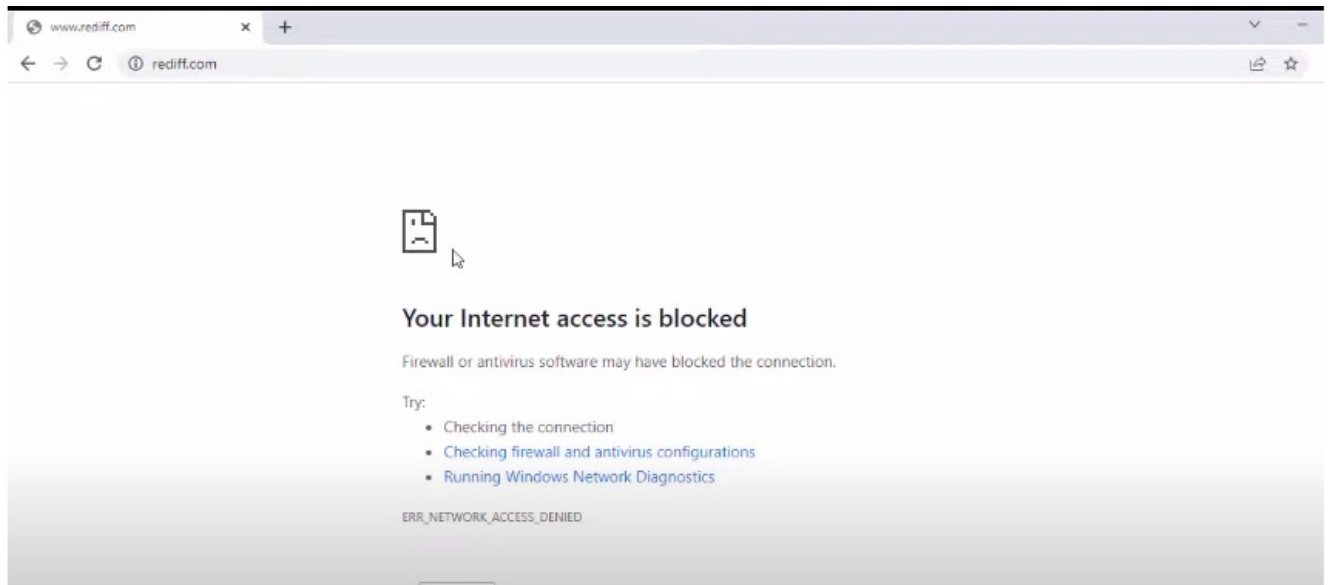 www.rediff.com
rediff.com
Your Internet access is blocked
Firewall or antivirus software may have blocked the connection.
Try:
Checking the connection
Checking firewall and antivirus configurations
Running Windows Network Diagnostics
ERR_NETWORK_ACCESS_DENIED